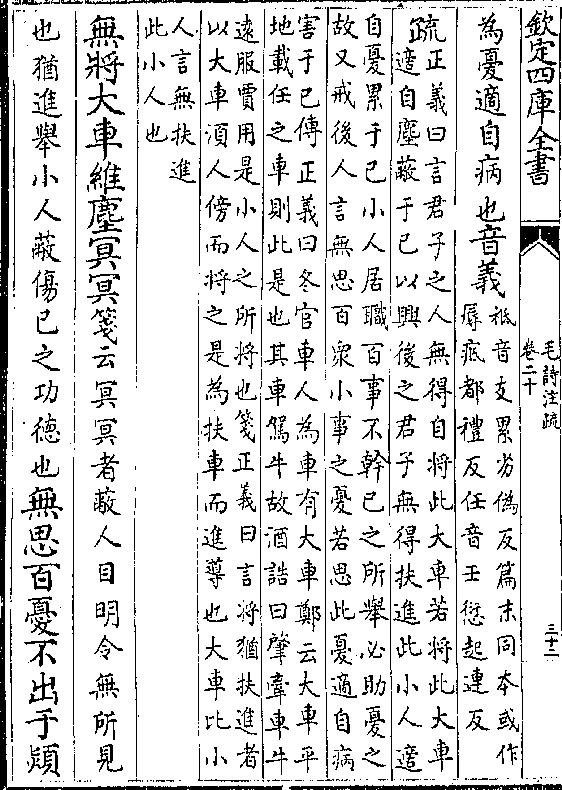 欽定四庫全書
毛詩注疏
卷二十
三十二
為憂適自病也音義
祇音支累劣偽反篇末同本或作
辱疷都禮反任音壬愆起連反
疏正義曰言君子之人無得自將此大車若將此大車
適自塵蔽于已以興後之君子無得扶進此小人適
自憂累于已小人居職百事不幹已之所舉必助憂之
故又戒後人言無思百衆小事之憂若思此憂適自病
害于已傳正義曰冬官車人為車有大車鄭云大車平
地載任之車則此是也其車駕牛故酒誥曰肇牽車牛
遠服賈用是小人之所將也箋正義曰言將猶扶進者
以大車須人傍而將之是為扶車而進導也大車比小
人言無扶進
此小人也
無將大車維塵冥冥箋云冥冥者蔽人目明令無所見
也猶進舉小人蔽傷已之功徳也無思百憂不出于熲